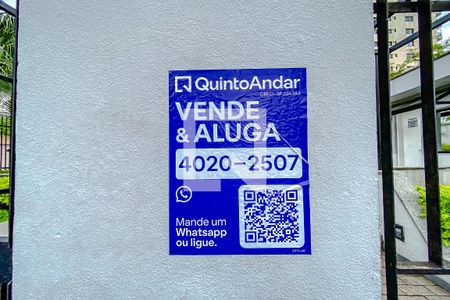 QuintoAndar
VENDE
& ALUGA
4020-2507
Mande um
Whatsapp
ou ligue.